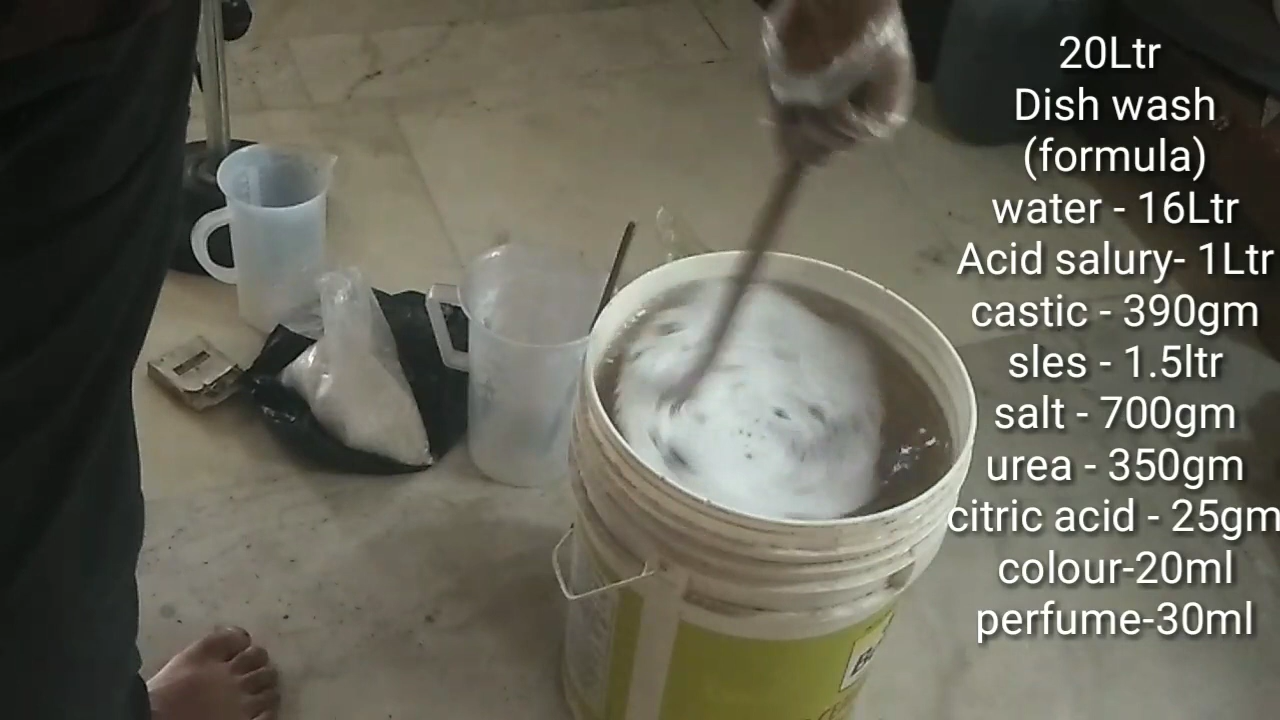 20Ltr
Dish wash
(formula)
water - 16Ltr
Acid salury- 1Ltr
castic - 390gm
sles - 1.5ltr
salt - 700gm
urea - 350gm
citric acid - 25gm
colour-20ml
perfume-30ml